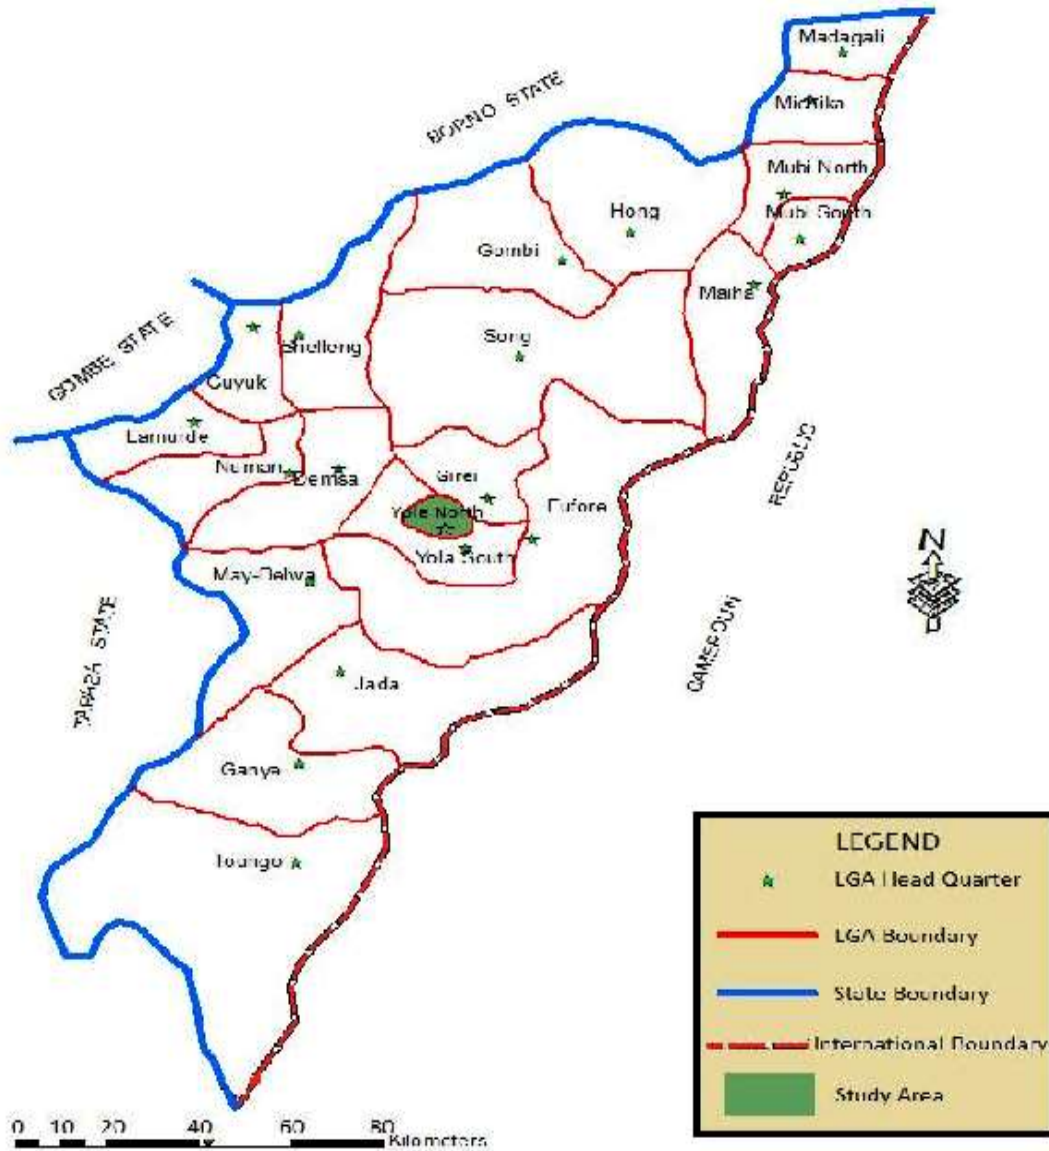 Madagali
Michika
BORNO STATE
Mubi North
Mubi South
Hong
Gombi
Maiha
Song
Shelleng
GOMBE STATE
Guyuk
Lamurde
Numan
Demsa
Girei
REPUBLIC
Fufore
Yola North
Yola South
N
May-Belwa
TARABA STATE
CAMEROUN
Jada
Ganye
Toungo
LEGEND
LGA Head Quarter
LGA Boundary
State Boundary
International Boundary
Study Area
0 10 20 40 60 80
Kilometers